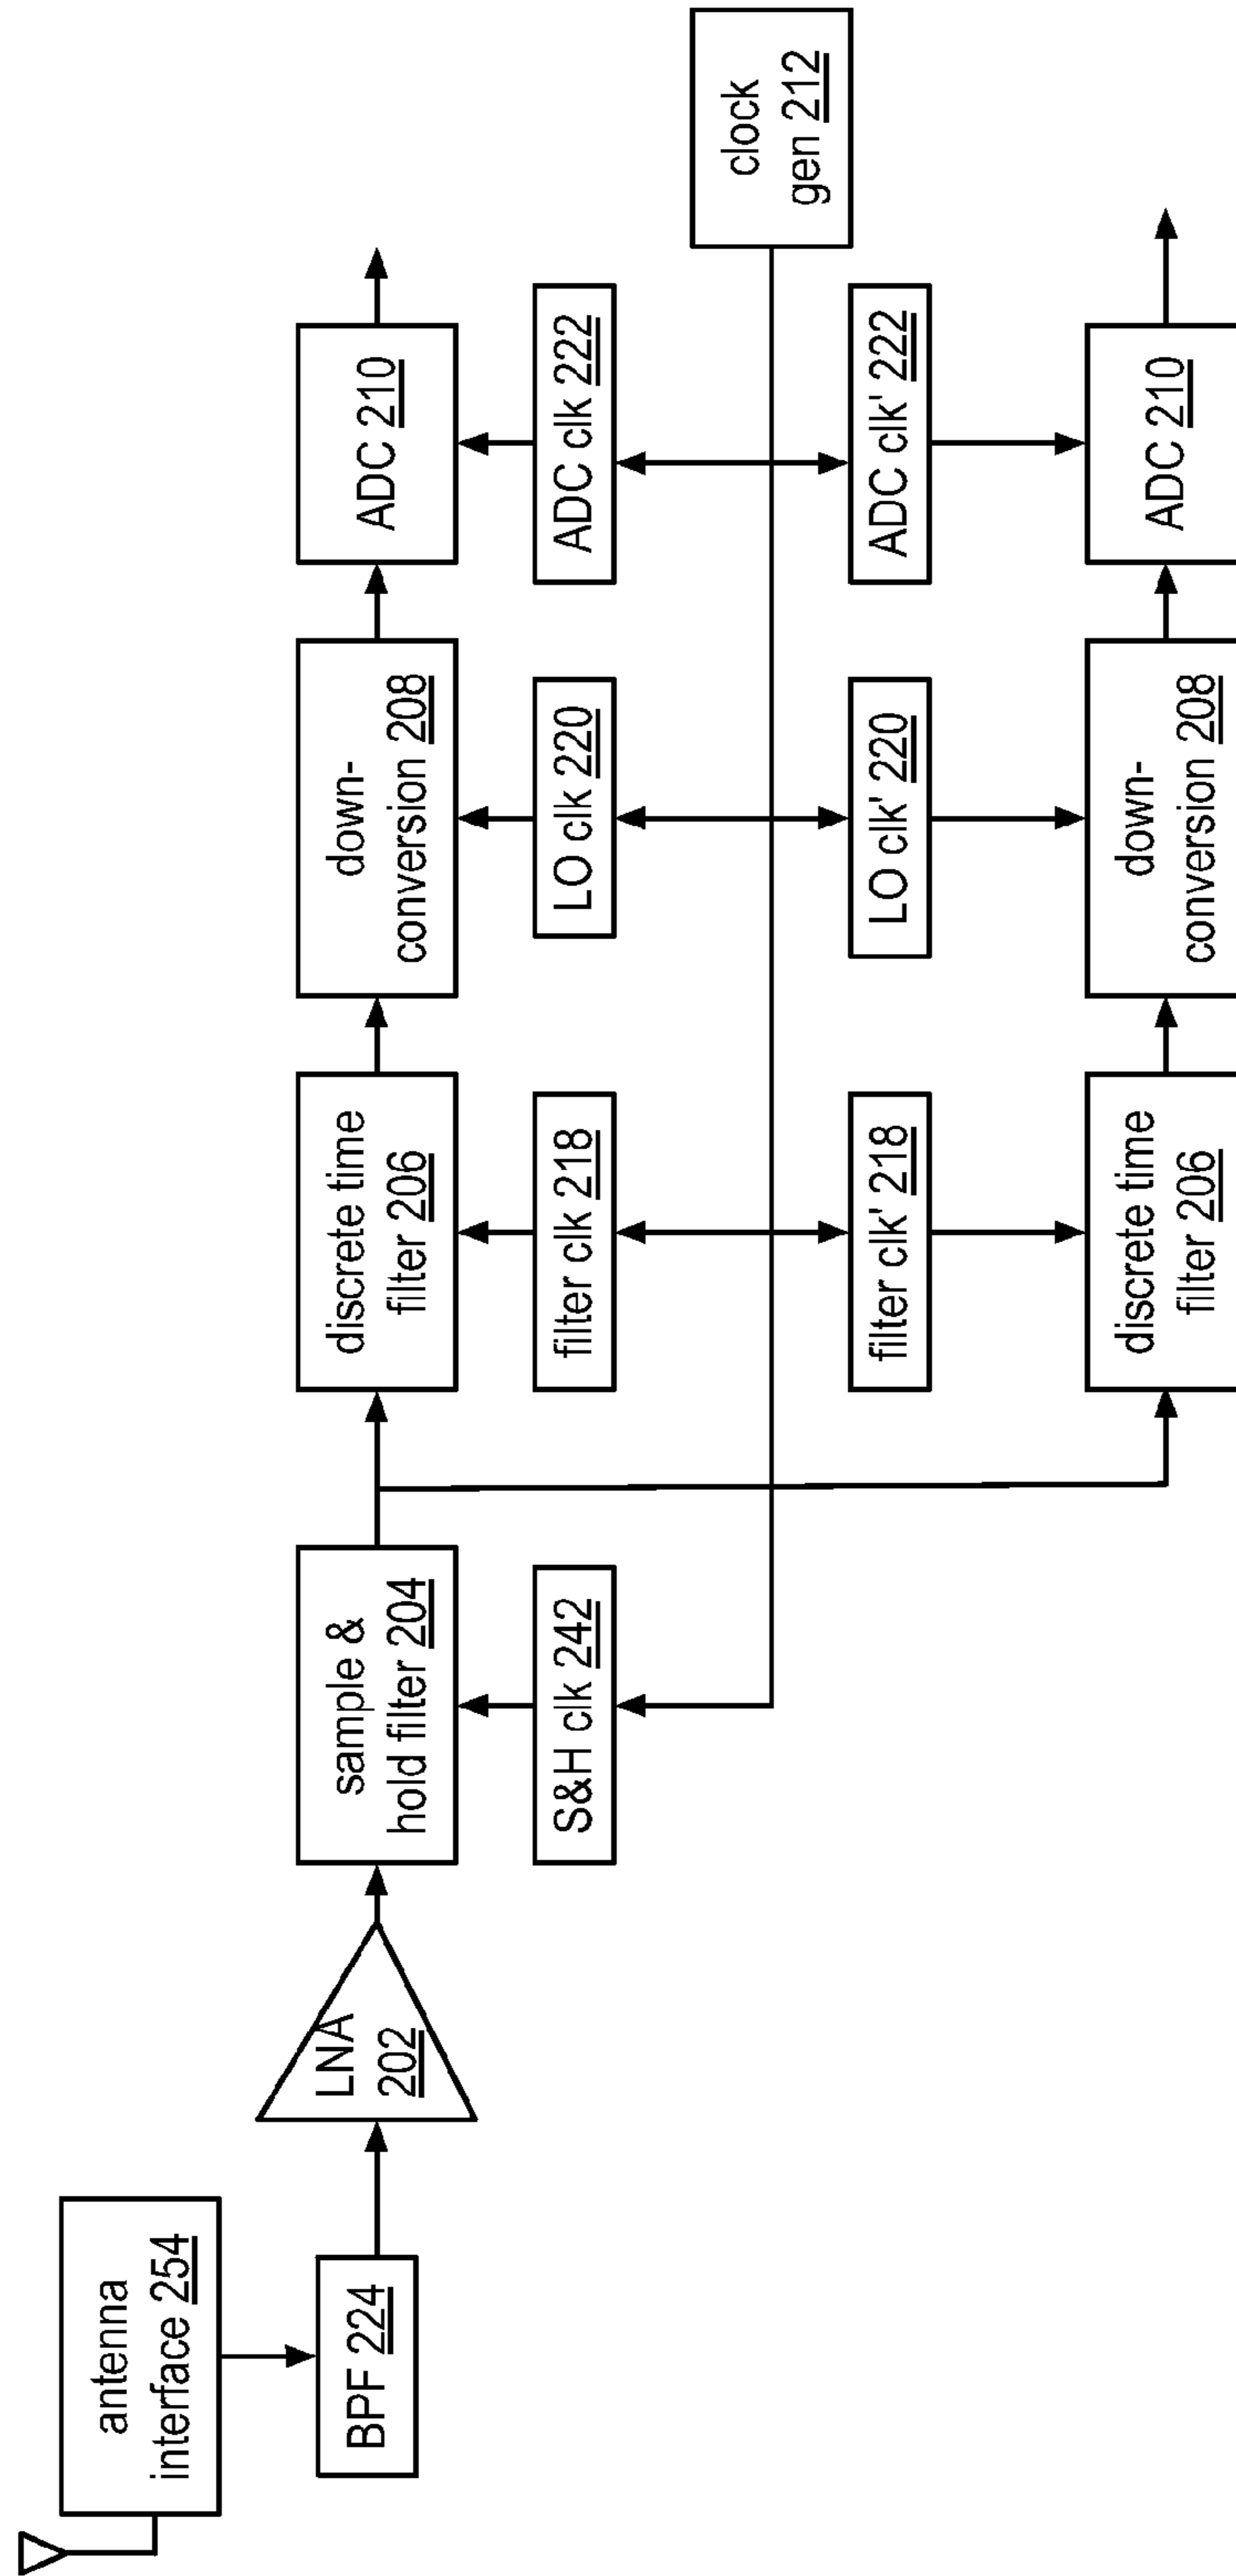 antenna
interface 254
BPF 224
LNA
202
sample &
hold filter 204
S&H clk 242
discrete time
filter 206
down-
conversion 208
ADC 210
filter clk 218
LO clk 220
ADC clk 222
clock
gen 212
filter clk' 218
LO clk' 220
ADC clk' 222
discrete time
filter 206
down-
conversion 208
ADC 210